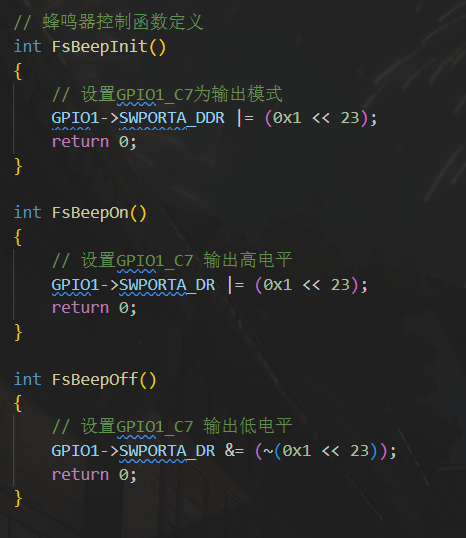 // 蜂鸣器控制函数定义
int FsBeepInit()
{
    // 设置GPIO1_C7为输出模式
    GPIO1->SWPORTA_DDR |= (0x1 << 23);
    return 0;
}

int FsBeepOn()
{
    // 设置GPIO1_C7 输出高电平
    GPIO1->SWPORTA_DR |= (0x1 << 23);
    return 0;
}

int FsBeepOff()
{
    // 设置GPIO1_C7 输出低电平
    GPIO1->SWPORTA_DR &= (~(0x1 << 23));
    return 0;
}